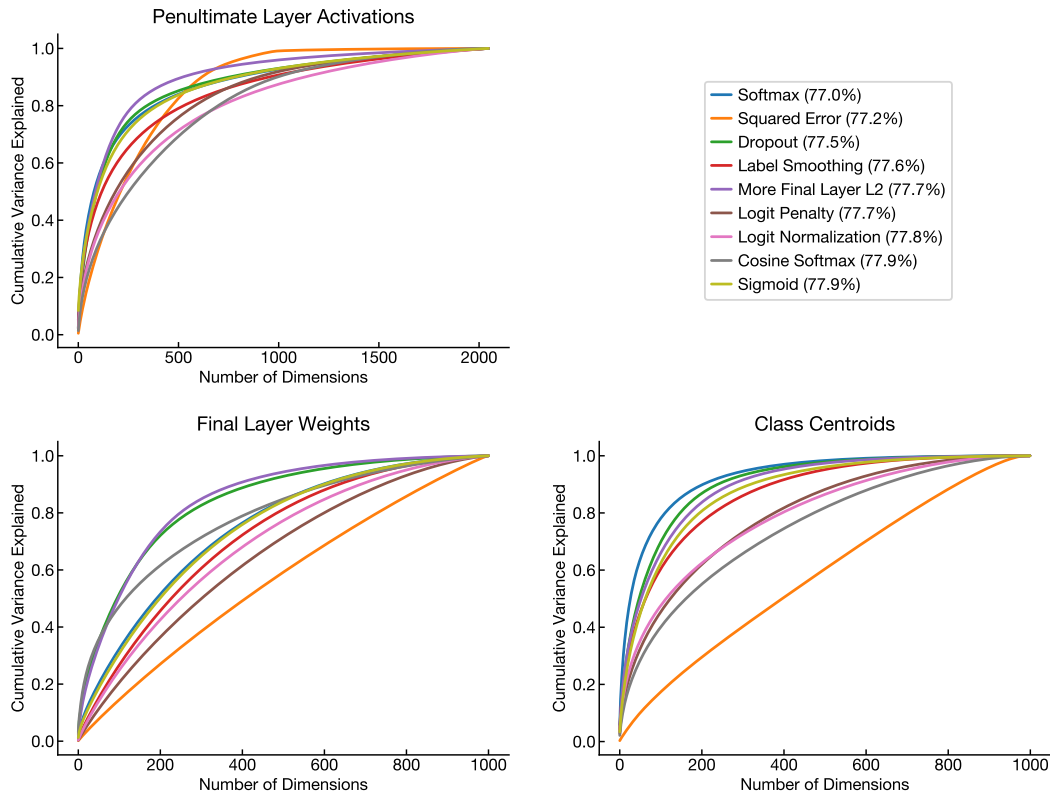 Penultimate Layer Activations
Cumulative Variance Explained
1.0
0.8
0.6
0.4
0.2
0.0
0 500 1000 1500 2000
Number of Dimensions
Softmax (77.0%)
Squared Error (77.2%)
Dropout (77.5%)
Label Smoothing (77.6%)
More Final Layer L2 (77.7%)
Logit Penalty (77.7%)
Logit Normalization (77.8%)
Cosine Softmax (77.9%)
Sigmoid (77.9%)
Final Layer Weights
Cumulative Variance Explained
1.0
0.8
0.6
0.4
0.2
0.0
0 200 400 600 800 1000
Number of Dimensions
Class Centroids
Cumulative Variance Explained
1.0
0.8
0.6
0.4
0.2
0.0
0 200 400 600 800 1000
Number of Dimensions